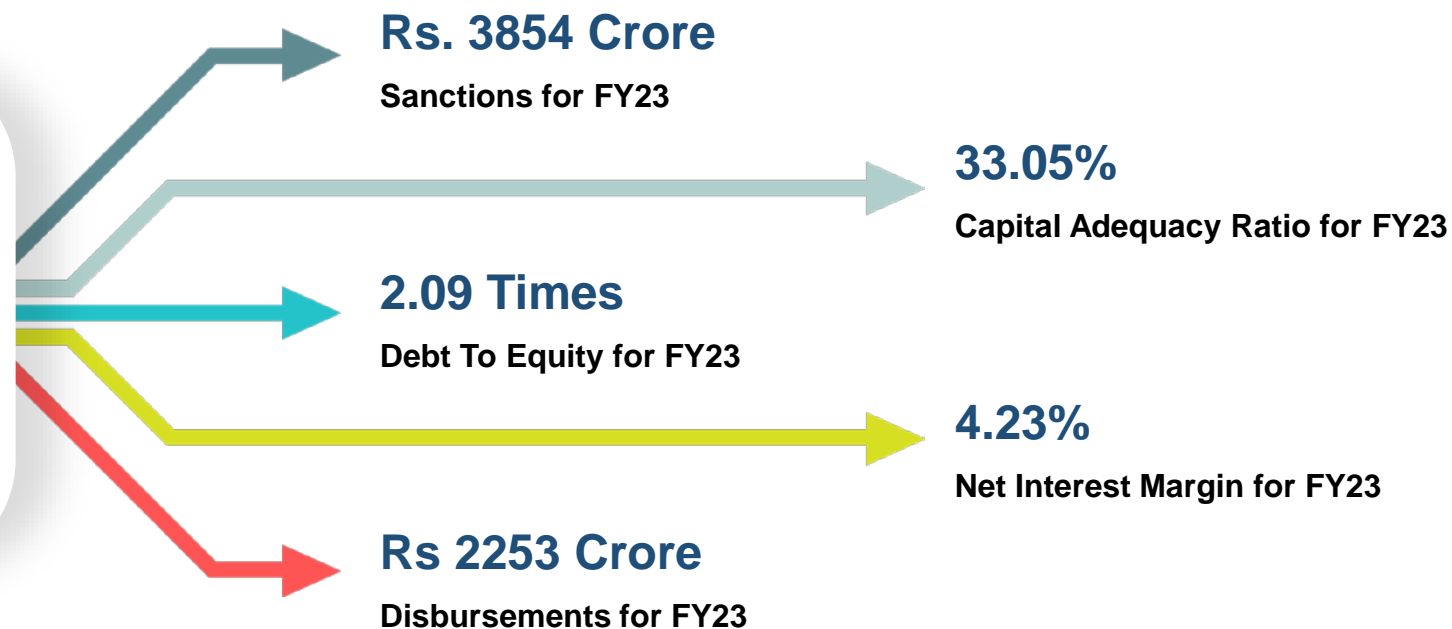 Rs. 3854 Crore
Sanctions for FY23
33.05%
Capital Adequacy Ratio for FY23
2.09 Times
Debt To Equity for FY23
4.23%
Net Interest Margin for FY23
Rs 2253 Crore
Disbursements for FY23